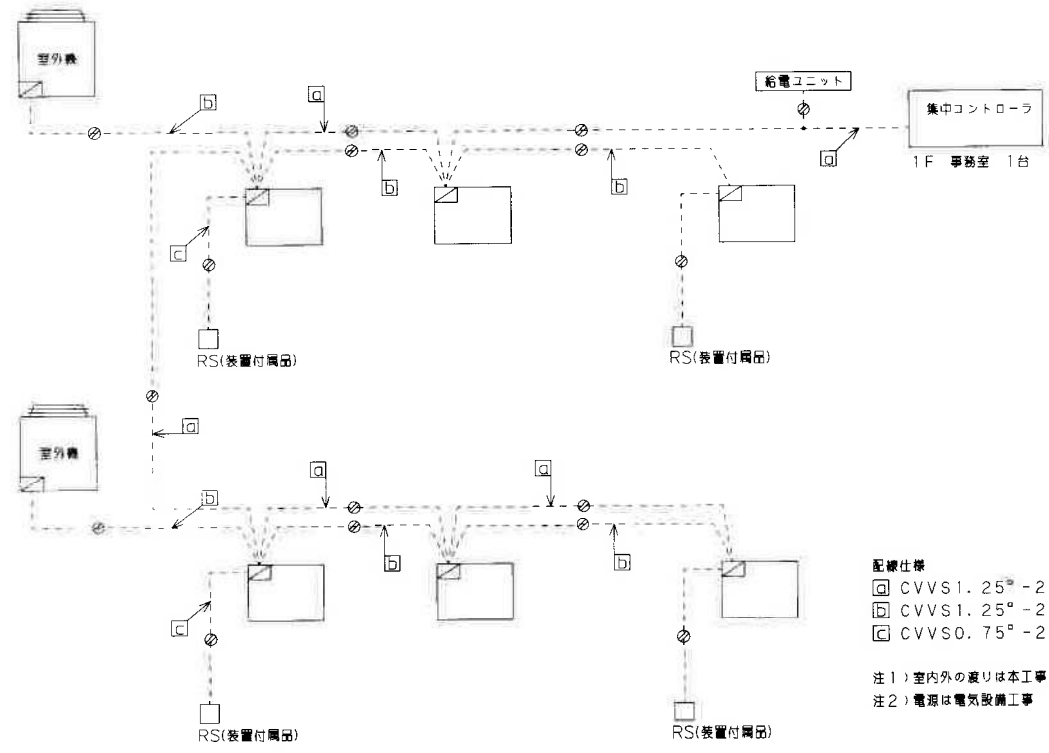 室外機
b
a
給電ユニット
集中コントローラ
a
1F 事務室 1台
b
b
c
RS(装置付属品)
RS(装置付属品)
a
室外機
a
a
b
b
b
c
RS(装置付属品)
RS(装置付属品)
配線仕様
a CVVS1.25□-2
b CVVS1.25□-2
c CVVS0.75□-2
注1)室内外の渡りは本工事
注2)電源は電気設備工事